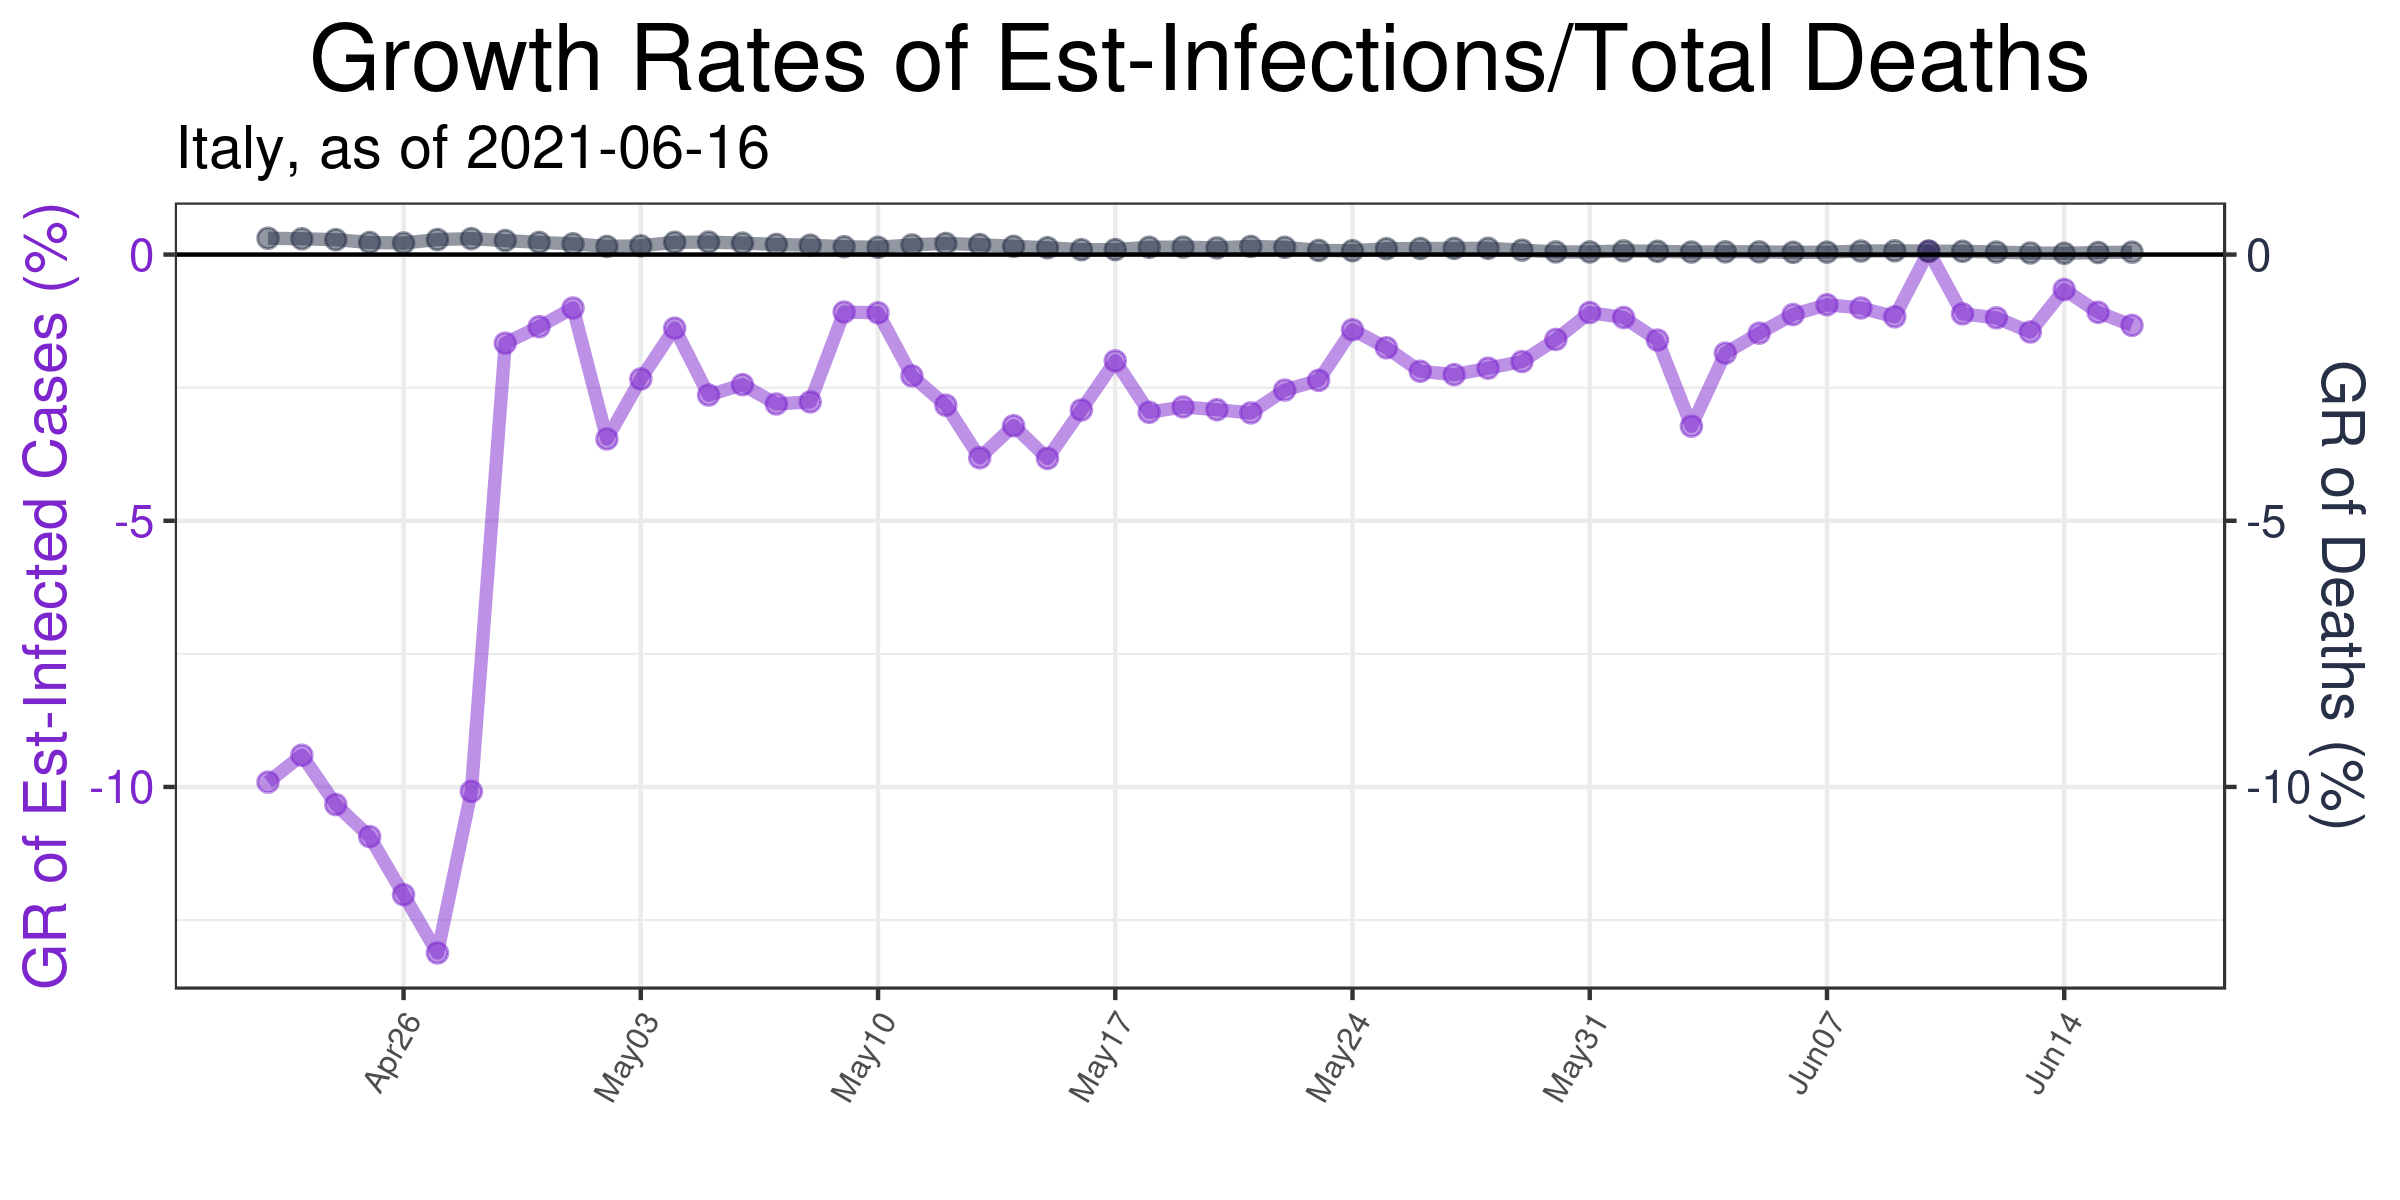 Growth Rates of Est-Infections/Total Deaths
Italy, as of 2021-06-16
GR of Est-Infected Cases (%)
0
-5
-10
0
-5
-10
GR of Deaths (%)
Apr26
May03
May10
May17
May24
May31
Jun07
Jun14